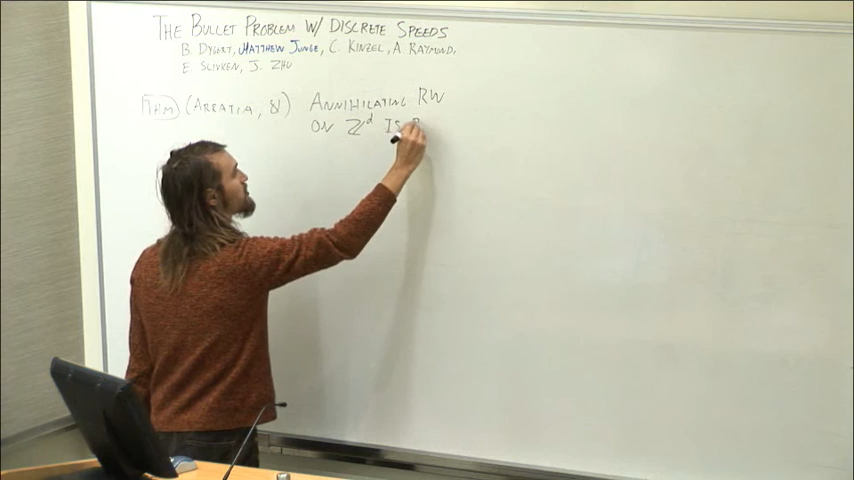 THE BULLET PROBLEM W/ DISCRETE SPEEDS
B. DYGERT, MATTHEW JUNGE, C. KINZEL, A. RAYMOND,
E. SLIVKEN, J. ZHU
THM (ARRATIA, 81) ANNIHILATING RW
ON ℤᵈ IS